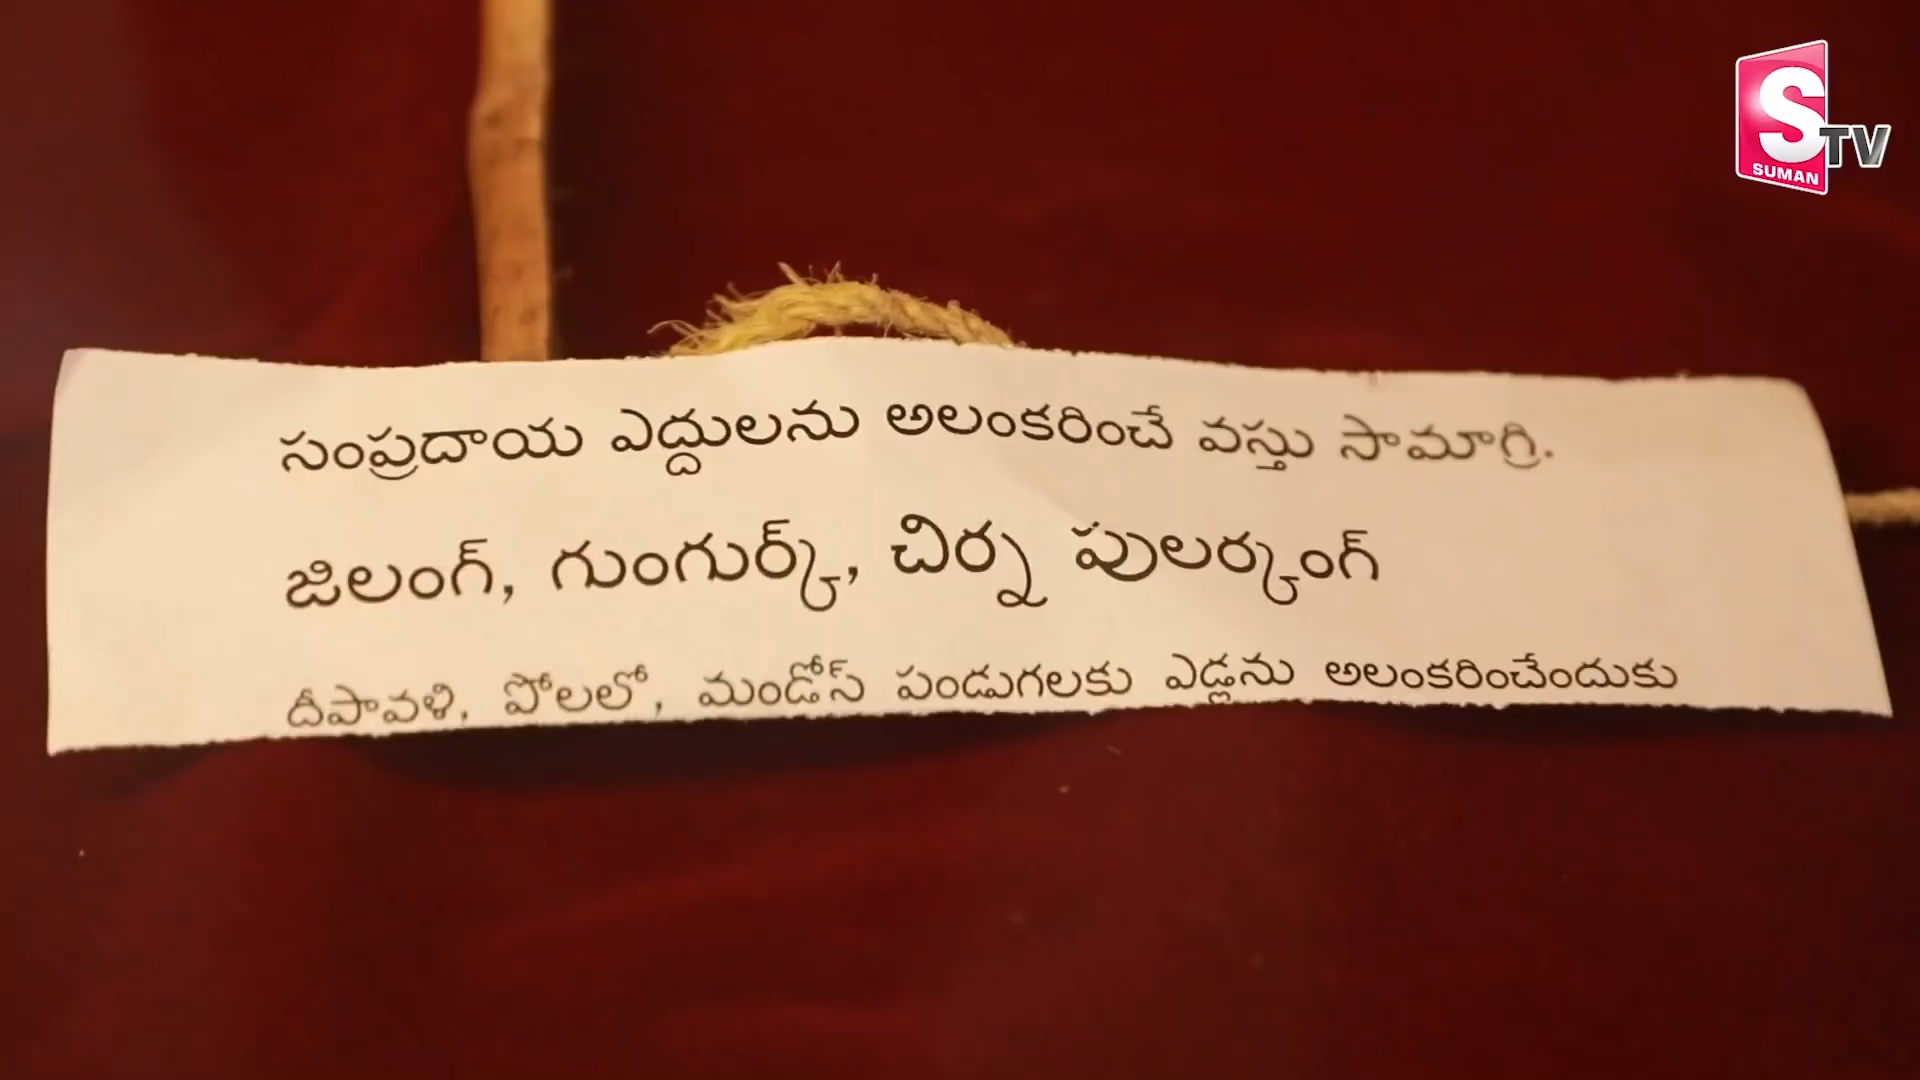 S TV
SUMAN
సంప్రదాయ ఎద్దులను అలంకరించే వస్తు సామాగ్రి.
జిలంగ్, గుంగుర్క్, చిర్న పులర్కంగ్
దీపావళి, పోలలో, మండోస్ పండుగలకు ఎడ్లను అలంకరించేందుకు